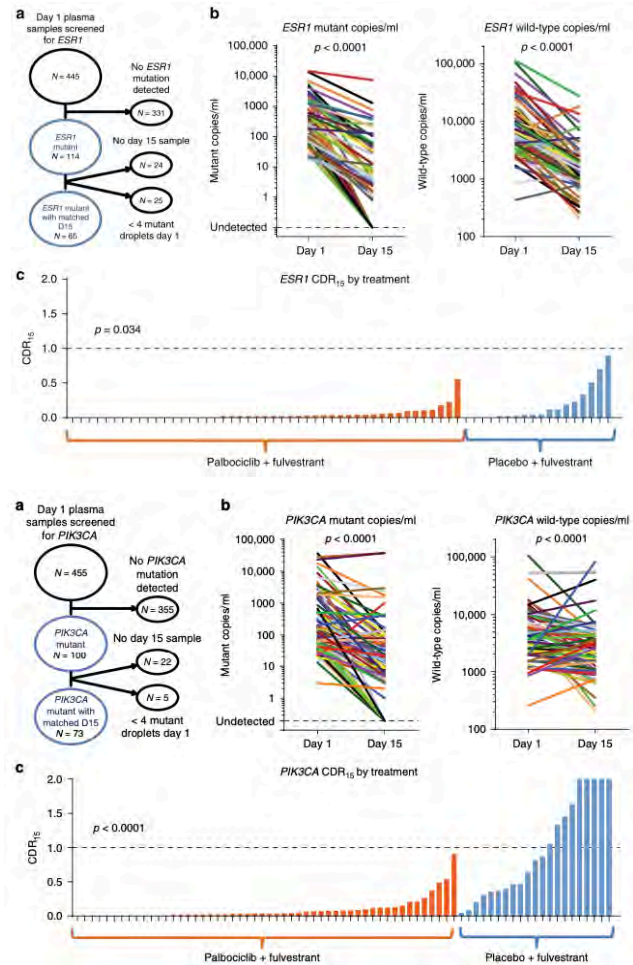 a
Day 1 plasma
samples screened
for ESR1
N = 445
No ESR1
mutation
detected
N = 331
ESR1
mutant
N = 114
No day 15 sample
N = 24
N = 25
< 4 mutant
droplets day 1
ESR1 mutant
with matched
D15
N = 65
b
ESR1 mutant copies/ml
p < 0.0001
Mutant copies/ml
100,000
10,000
1000
100
10
1
Undetected
Day 1 Day 15
ESR1 wild-type copies/ml
p < 0.0001
Wild-type copies/ml
100,000
10,000
1000
100
Day 1 Day 15
c
ESR1 CDR15 by treatment
p = 0.034
CDR15
2.0
1.5
1.0
0.5
0.0
Palbociclib + fulvestrant
Placebo + fulvestrant
a
Day 1 plasma
samples screened
for PIK3CA
N = 455
No PIK3CA
mutation
detected
N = 355
PIK3CA
mutant
N = 100
No day 15 sample
N = 22
N = 5
< 4 mutant
droplets day 1
PIK3CA
mutant with
matched D15
N = 73
b
PIK3CA mutant copies/ml
p < 0.0001
Mutant copies/ml
100,000
10,000
1000
100
10
1
Undetected
Day 1 Day 15
PIK3CA wild-type copies/ml
p < 0.0001
Wild-type copies/ml
100,000
10,000
1000
100
Day 1 Day 15
c
PIK3CA CDR15 by treatment
p < 0.0001
CDR15
2.0
1.5
1.0
0.5
0.0
Palbociclib + fulvestrant
Placebo + fulvestrant